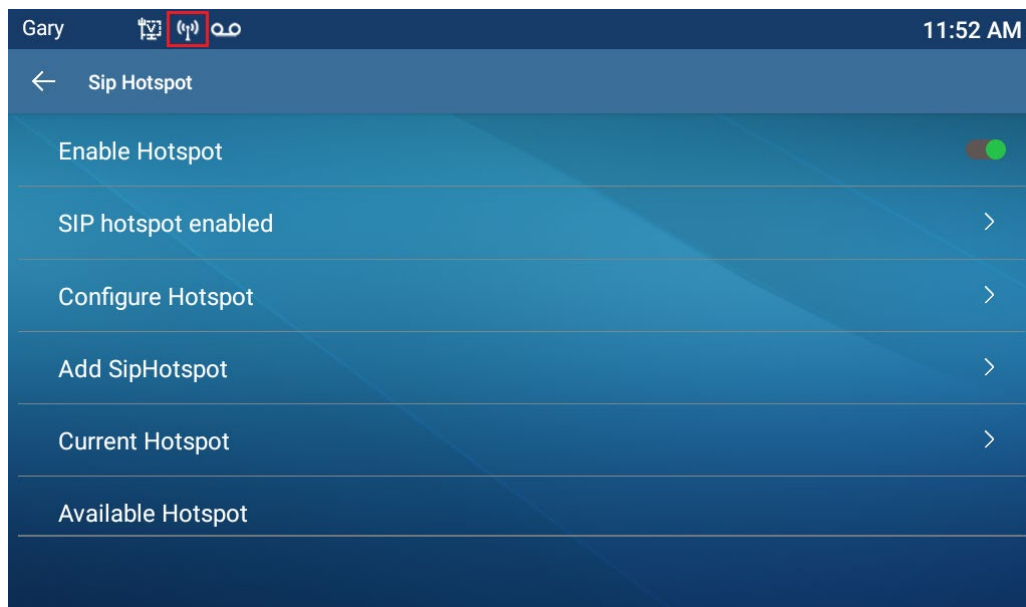 Gary 11:52 AM
Sip Hotspot
Enable Hotspot
SIP hotspot enabled
Configure Hotspot
Add SipHotspot
Current Hotspot
Available Hotspot